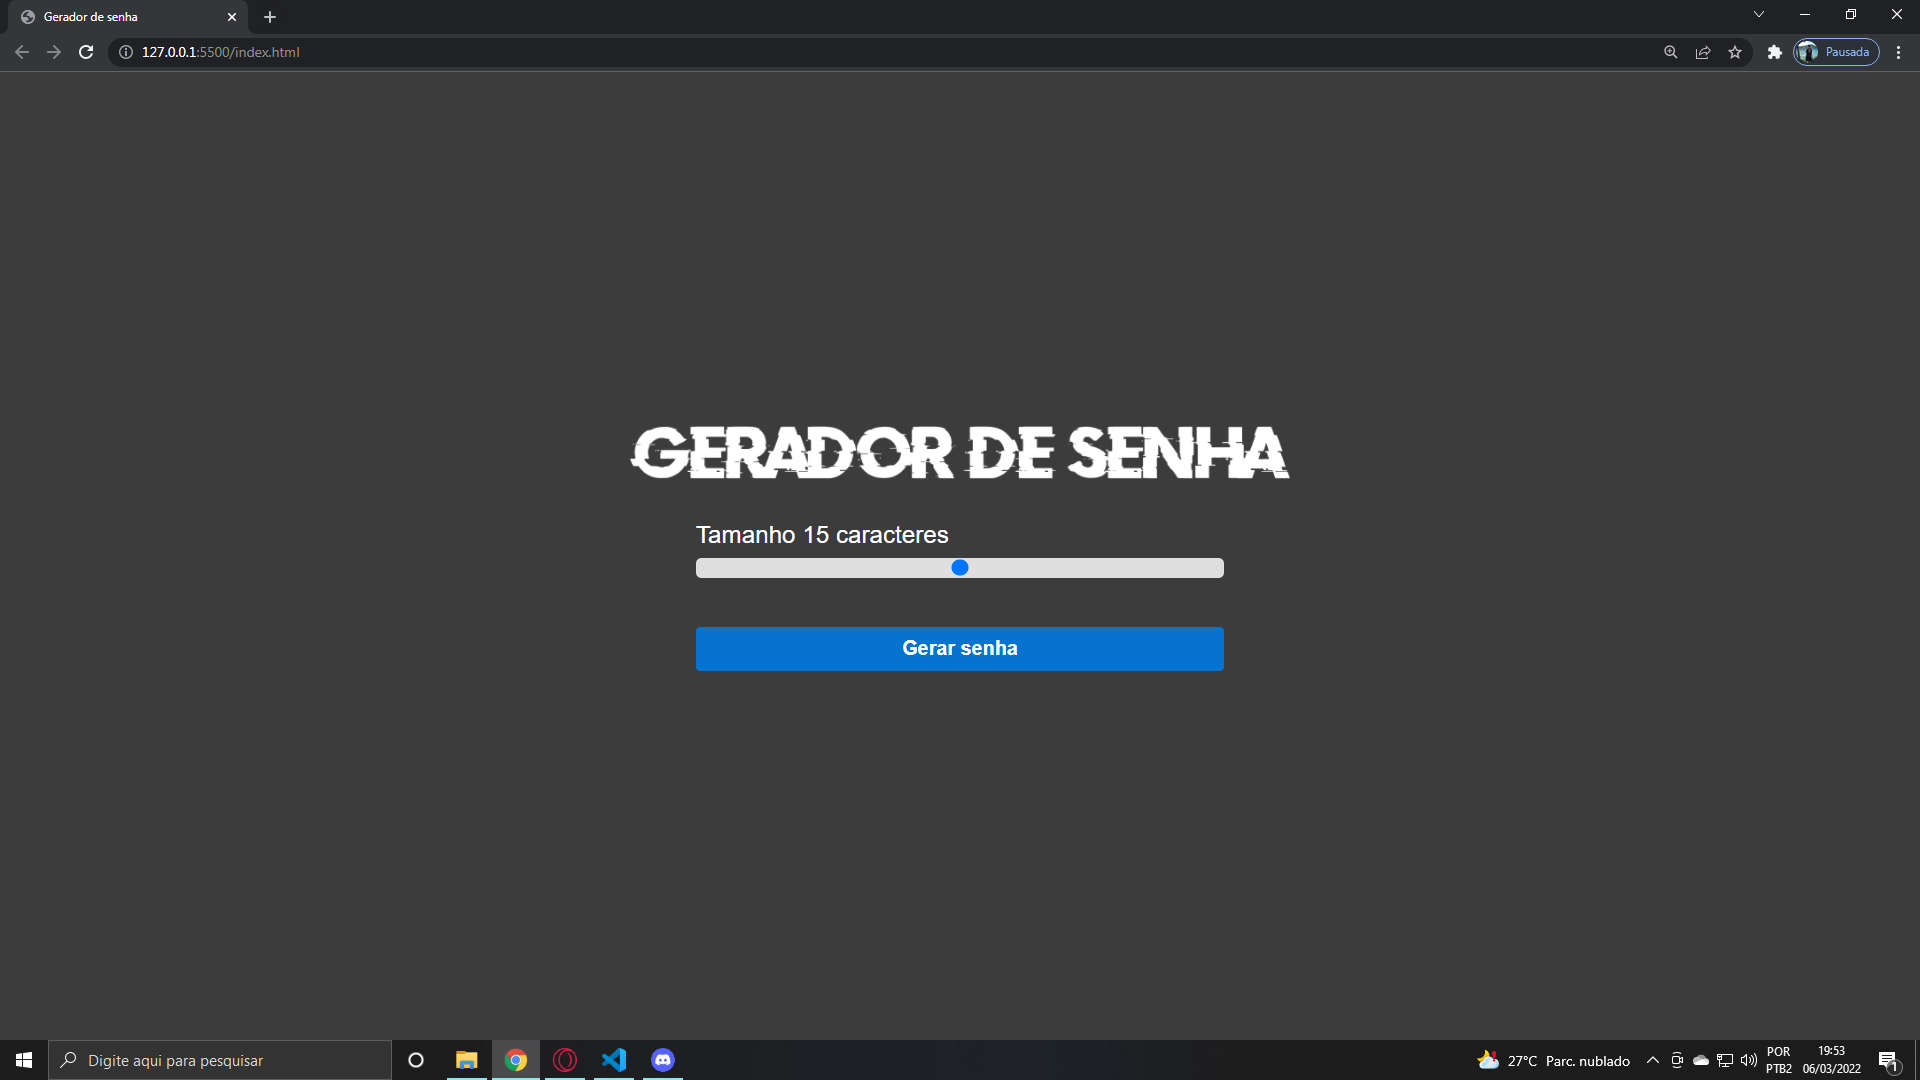 Gerador de senha
127.0.0.1:5500/index.html
Pausada
GERADOR DE SENHA
Tamanho 15 caracteres
Gerar senha
Digite aqui para pesquisar
27°C Parc. nublado
POR
PTB2
19:53
06/03/2022
1